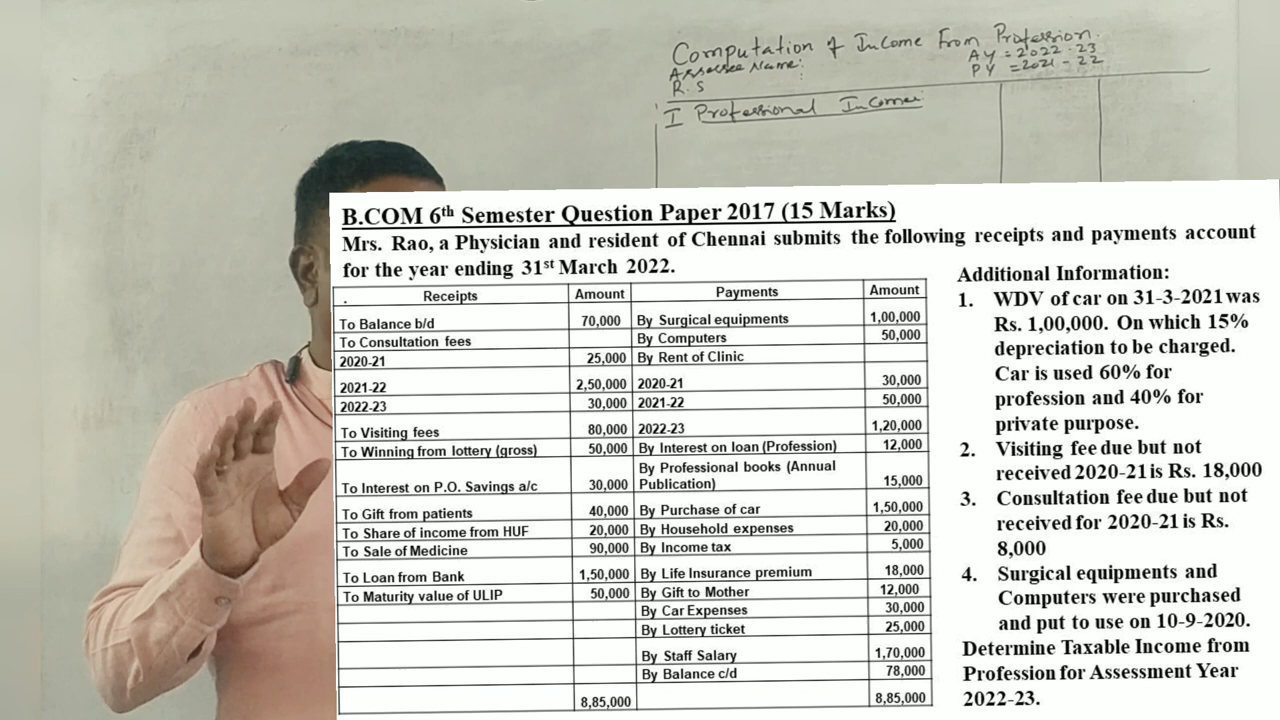 Computation of Income From Profession.
Assessee Name:
AY = 2022-23
R.S
PY = 2021-22
I Professional Income
B.COM 6th Semester Question Paper 2017 (15 Marks)
Mrs. Rao, a Physician and resident of Chennai submits the following receipts and payments account
for the year ending 31st March 2022.
. Receipts Amount Payments Amount
To Balance b/d 70,000 By Surgical equipments 1,00,000
To Consultation fees By Computers 50,000
2020-21 25,000 By Rent of Clinic
2021-22 2,50,000 2020-21 30,000
2022-23 30,000 2021-22 50,000
To Visiting fees 80,000 2022-23 1,20,000
To Winning from lottery (gross) 50,000 By Interest on loan (Profession) 12,000
By Professional books (Annual
To Interest on P.O. Savings a/c 30,000 Publication) 15,000
To Gift from patients 40,000 By Purchase of car 1,50,000
To Share of income from HUF 20,000 By Household expenses 20,000
To Sale of Medicine 90,000 By Income tax 5,000
To Loan from Bank 1,50,000 By Life Insurance premium 18,000
To Maturity value of ULIP 50,000 By Gift to Mother 12,000
By Car Expenses 30,000
By Lottery ticket 25,000
By Staff Salary 1,70,000
By Balance c/d 78,000
8,85,000 8,85,000
Additional Information:
1. WDV of car on 31-3-2021 was
Rs. 1,00,000. On which 15%
depreciation to be charged.
Car is used 60% for
profession and 40% for
private purpose.
2. Visiting fee due but not
received 2020-21 is Rs. 18,000
3. Consultation fee due but not
received for 2020-21 is Rs.
8,000
4. Surgical equipments and
Computers were purchased
and put to use on 10-9-2020.
Determine Taxable Income from
Profession for Assessment Year
2022-23.